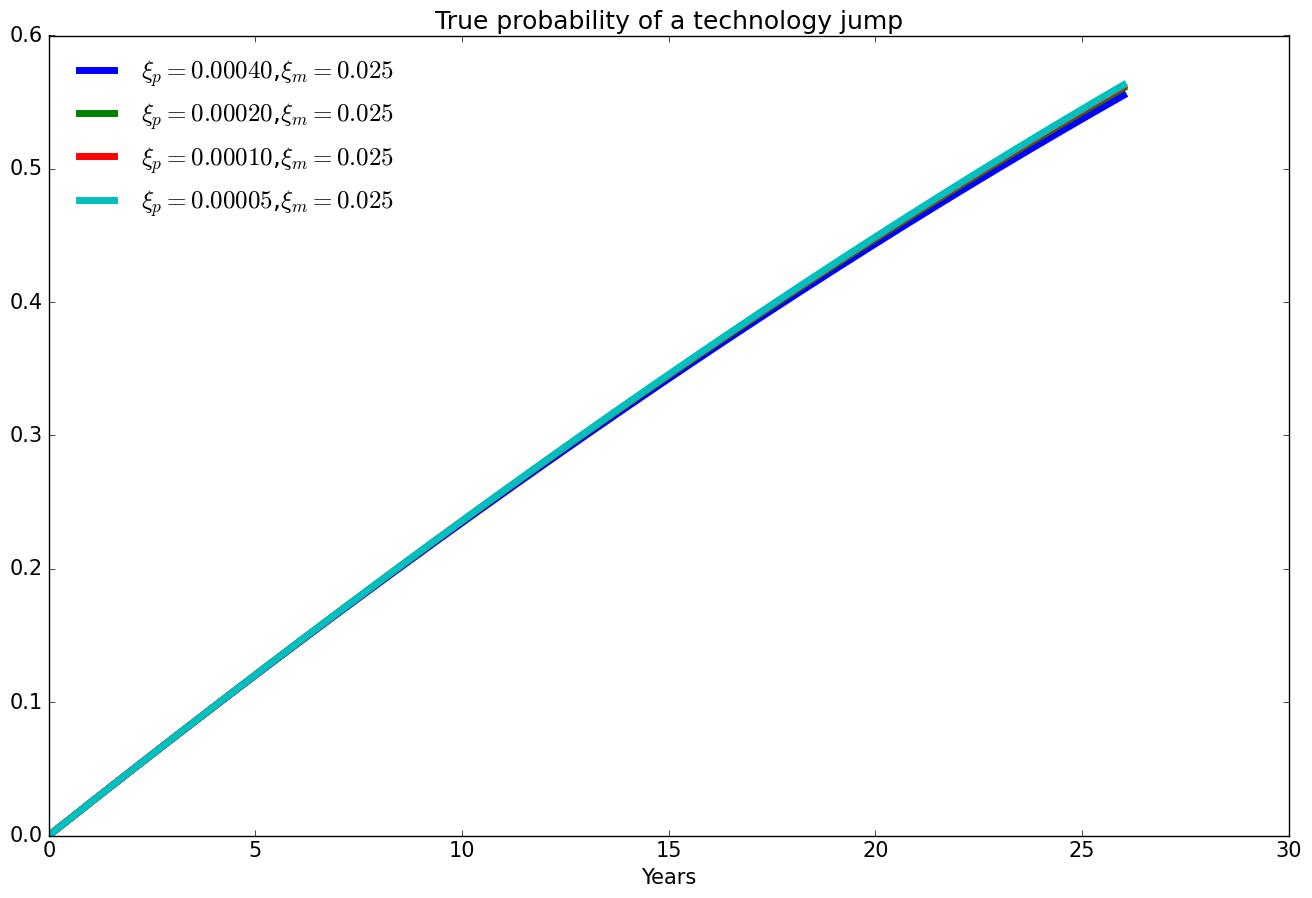 True probability of a technology jump
0.6
0.5
0.4
0.3
0.2
0.1
0.0
ξp = 0.00040,ξm = 0.025
ξp = 0.00020,ξm = 0.025
ξp = 0.00010,ξm = 0.025
ξp = 0.00005,ξm = 0.025
0 5 10 15 20 25 30
Years